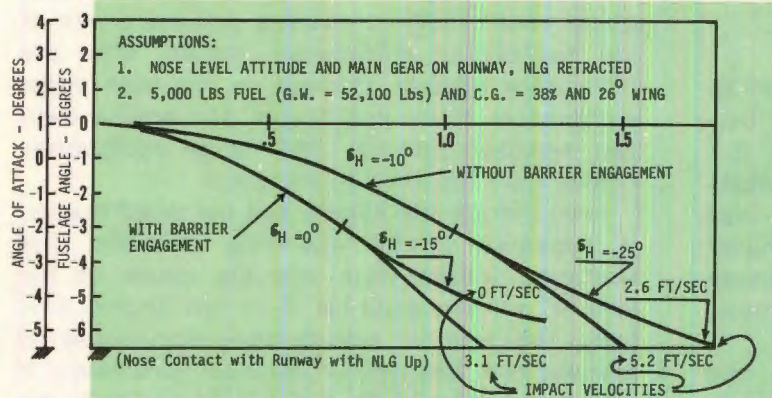 ASSUMPTIONS:
1. NOSE LEVEL ATTITUDE AND MAIN GEAR ON RUNWAY, NLG RETRACTED
2. 5,000 LBS FUEL (G.W. = 52,100 Lbs) AND C.G. = 38% AND 26° WING
ANGLE OF ATTACK - DEGREES
4
3
2
1
0
-1
-2
-3
-4
-5
FUSELAGE ANGLE - DEGREES
3
2
1
0
-1
-2
-3
-4
-5
-6
.5
1.0
1.5
δH =-10°
WITHOUT BARRIER ENGAGEMENT
WITH BARRIER
ENGAGEMENT
δH =0°
δH =-15°
δH =-25°
0 FT/SEC
2.6 FT/SEC
(Nose Contact with Runway with NLG Up)
3.1 FT/SEC
5.2 FT/SEC
IMPACT VELOCITIES